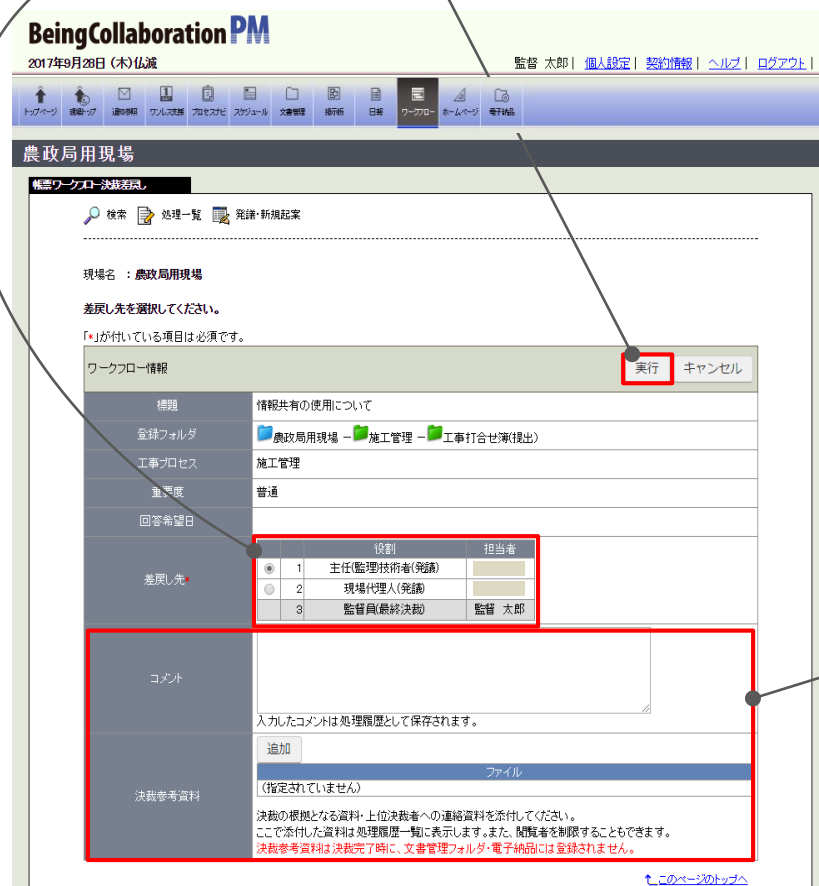 BeingCollaboration PM
2017年9月28日 (木)仏滅
監督 太郎| 個人設定| 契約情報| ヘルプ| ログアウト|
トップページ 現場トップ 通知参照 ワンレス支援 プロセスナビ スケジュール 文書管理 掲示板 日報 ワークフロー ホームページ 電子納品
農政局用現場
帳票ワークフロー決裁差戻し
検索 処理一覧 発議・新規起案
現場名 :農政局用現場
差戻し先を選択してください。
「*」が付いている項目は必須です。
ワークフロー情報
実行 キャンセル
標題 情報共有の使用について
登録フォルダ 農政局用現場 - 施工管理 - 工事打合せ簿(提出)
工事プロセス 施工管理
重要度 普通
回答希望日
役割 担当者
差戻し先*
1 主任(監理)技術者(発議)
2 現場代理人(発議)
3 監督員(最終決裁) 監督 太郎
コメント
入力したコメントは処理履歴として保存されます。
追加
ファイル
決裁参考資料
(指定されていません)
決裁の根拠となる資料・上位決裁者への連絡資料を添付してください。
ここで添付した資料は処理履歴一覧に表示します。また、閲覧者を制限することもできます。
決裁参考資料は決裁完了時に、文書管理フォルダ・電子納品には登録されません。
↑このページのトップへ